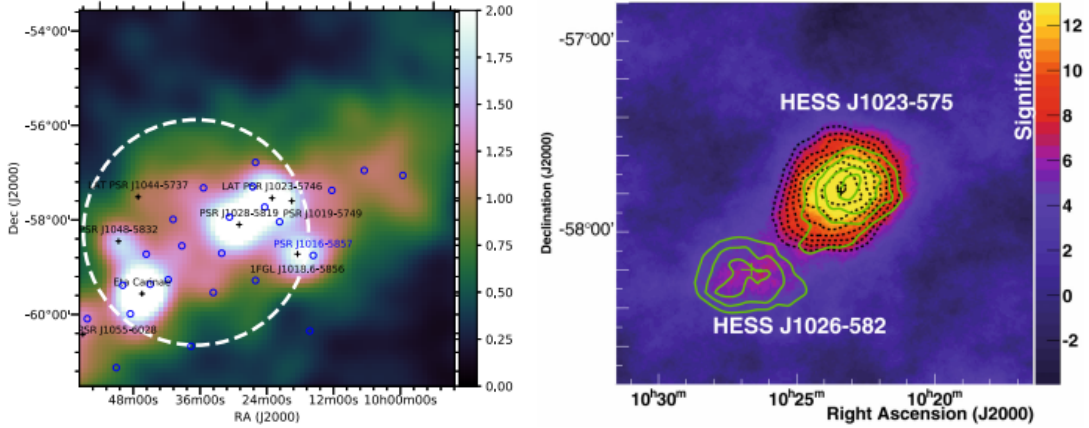 -54°00'
-56°00'
-58°00'
-60°00'
Dec (J2000)
PSR J1044-5737
LAT PSR J1023-5746
PSR J1028-5819
PSR J1019-5749
J1048-5832
PSR J1016-5857
1FGL J1018.6-5856
Eta Carinae
J1055-6028
48m00s 36m00s 24m00s 12m00s 10h00m00s
RA (J2000)
2.00
1.75
1.50
1.25
1.00
0.75
0.50
0.25
0.00
-57°00'
-58°00'
Declination (J2000)
HESS J1023-575
HESS J1026-582
10h30m 10h25m 10h20m
Right Ascension (J2000)
Significance
12
10
8
6
4
2
0
-2